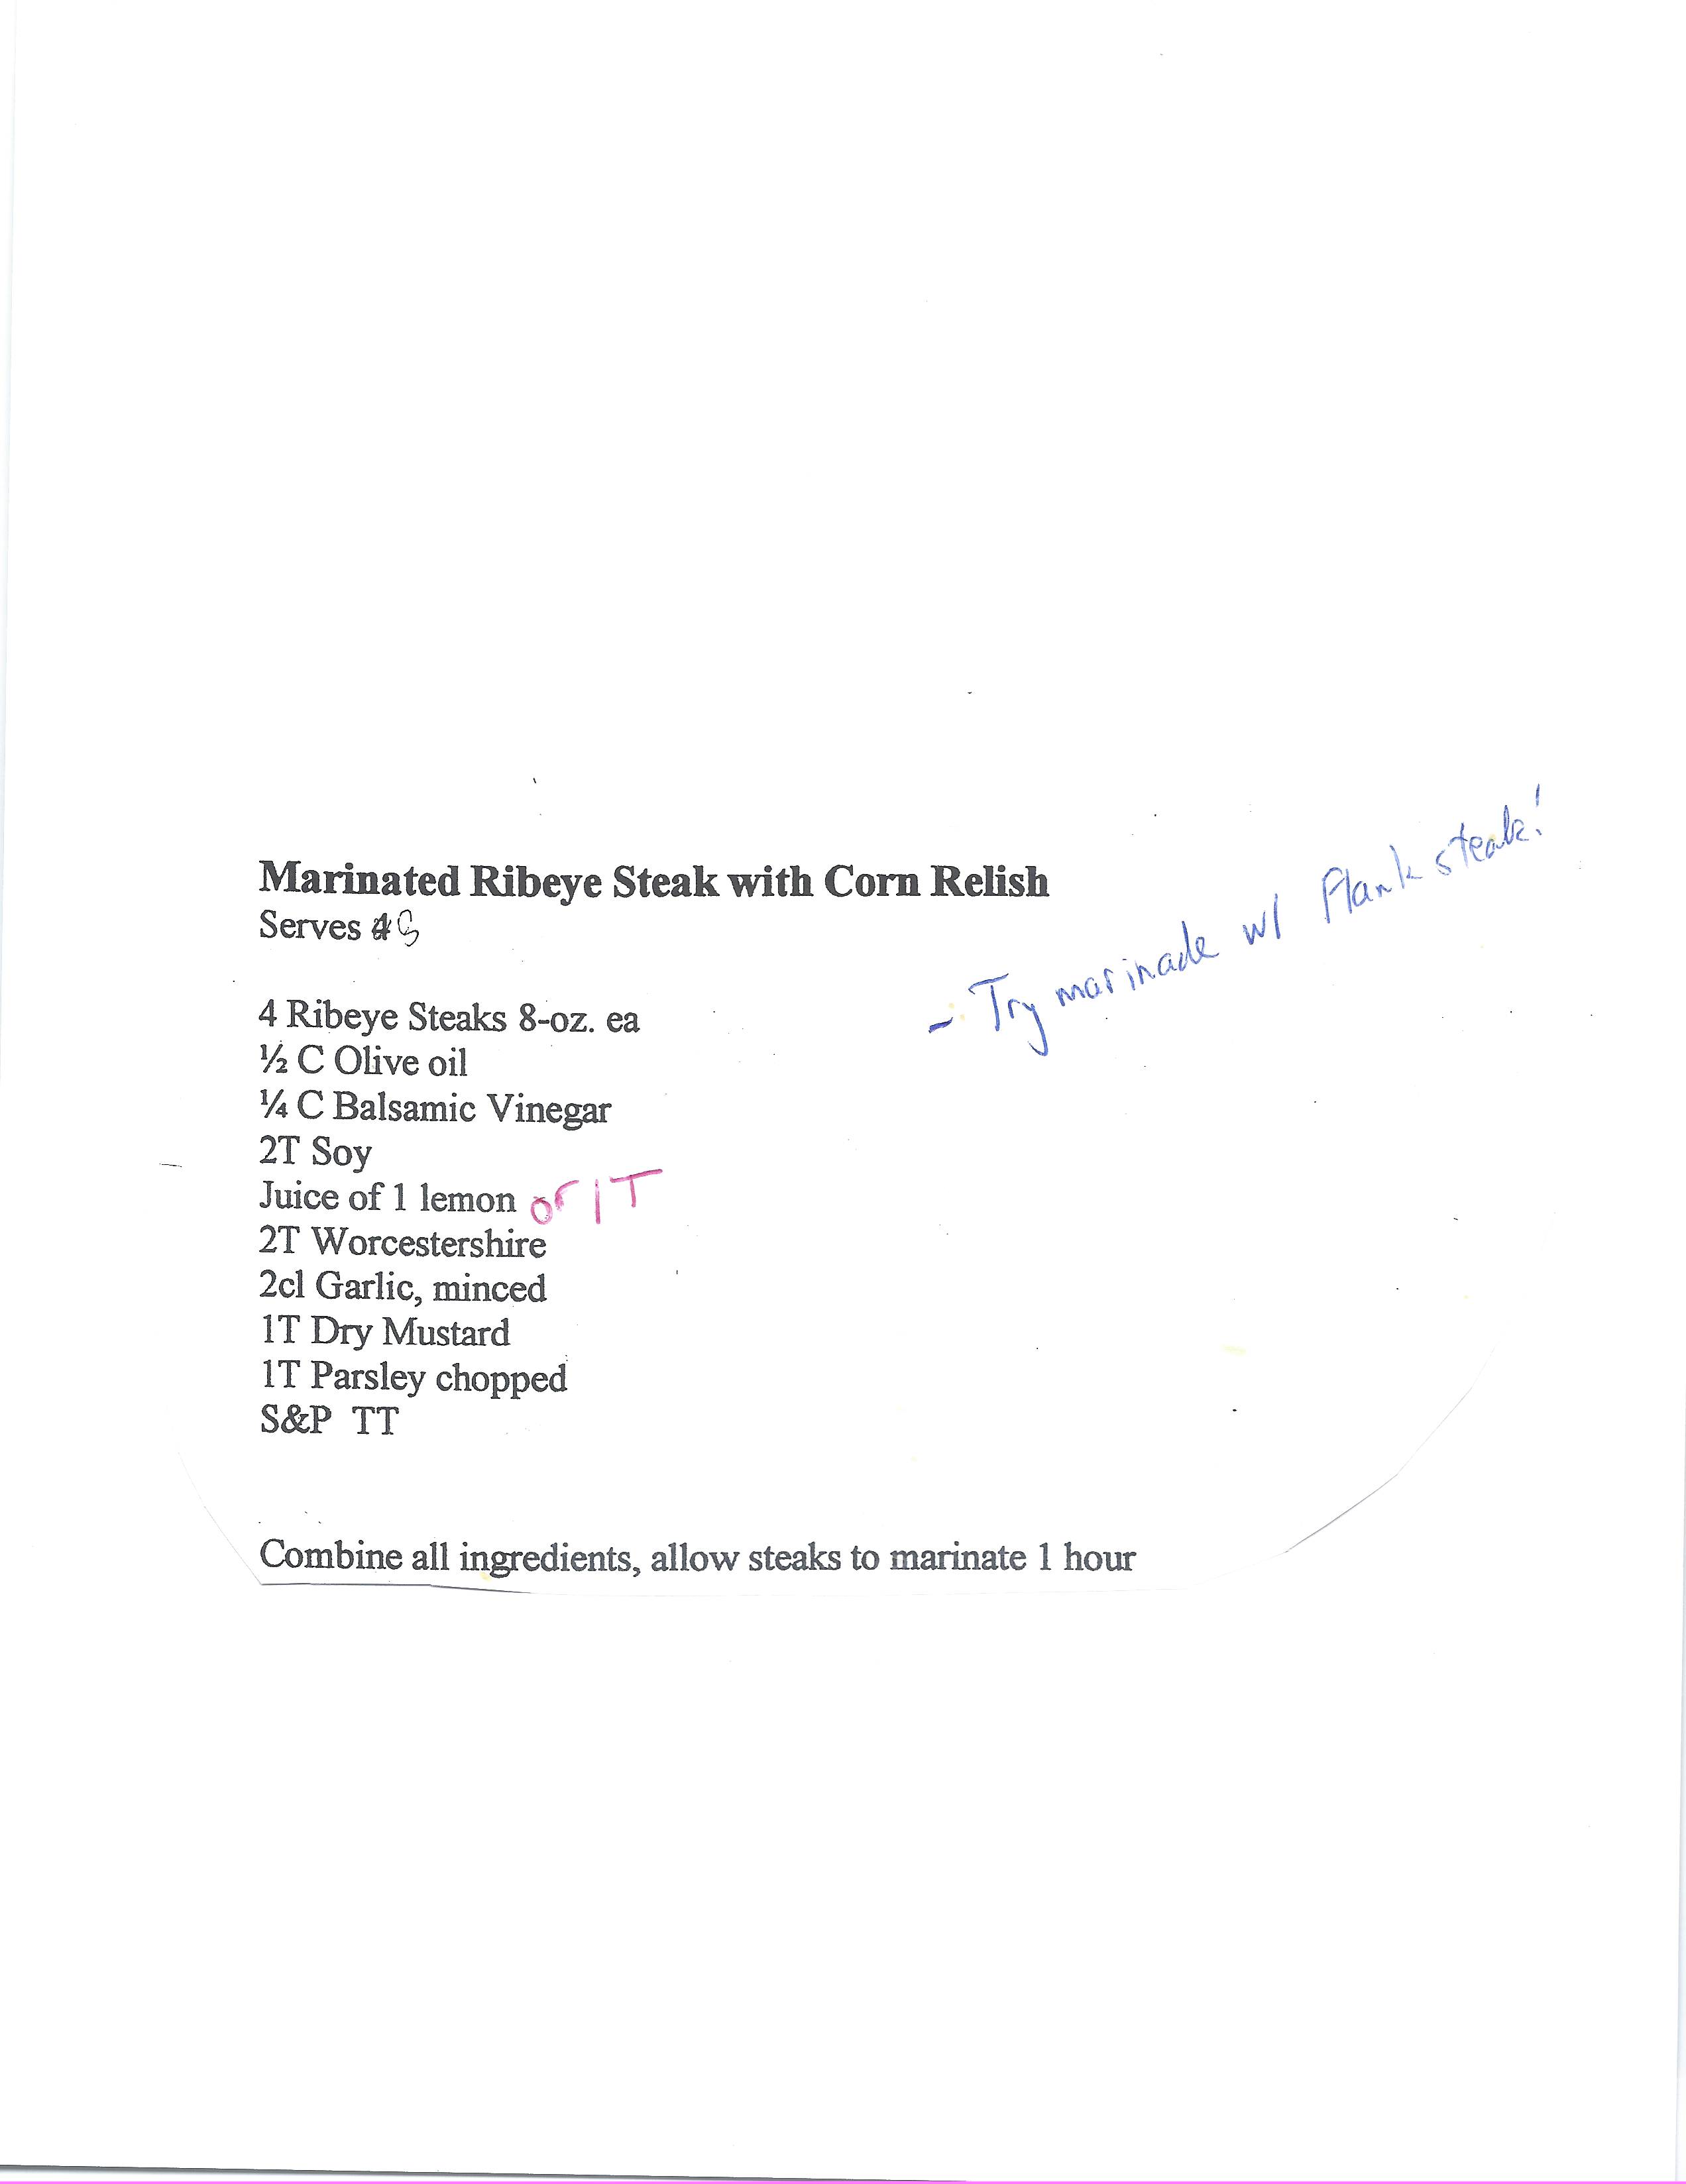 Marinated Ribeye Steak with Corn Relish
Serves 4
- Try marinade w/ Flank steak!
4 Ribeye Steaks 8-oz. ea
½ C Olive oil
¼ C Balsamic Vinegar
2T Soy
Juice of 1 lemon or 1 T
2T Worcestershire
2cl Garlic, minced
1T Dry Mustard
1T Parsley chopped
S&P TT
Combine all ingredients, allow steaks to marinate 1 hour